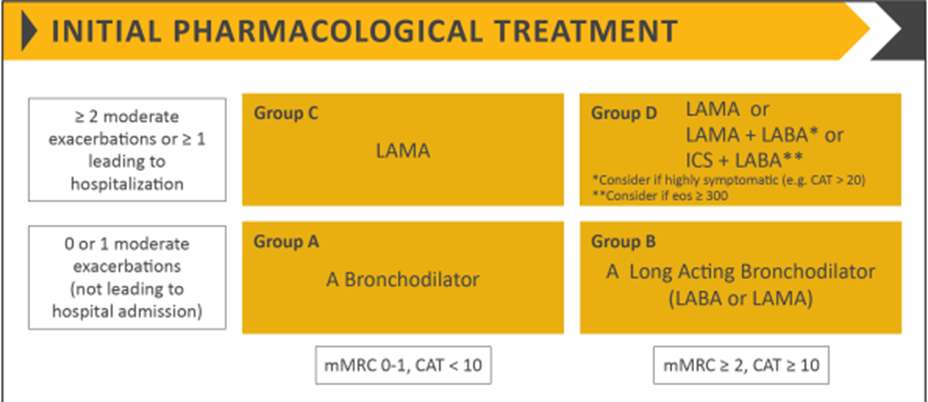 INITIAL PHARMACOLOGICAL TREATMENT
≥ 2 moderate
exacerbations or ≥ 1
leading to
hospitalization
Group C
LAMA
Group D
LAMA or
LAMA + LABA* or
ICS + LABA**
*Consider if highly symptomatic (e.g. CAT > 20)
**Consider if eos ≥ 300
0 or 1 moderate
exacerbations
(not leading to
hospital admission)
Group A
A Bronchodilator
Group B
A Long Acting Bronchodilator
(LABA or LAMA)
mMRC 0-1, CAT < 10
mMRC ≥ 2, CAT ≥ 10